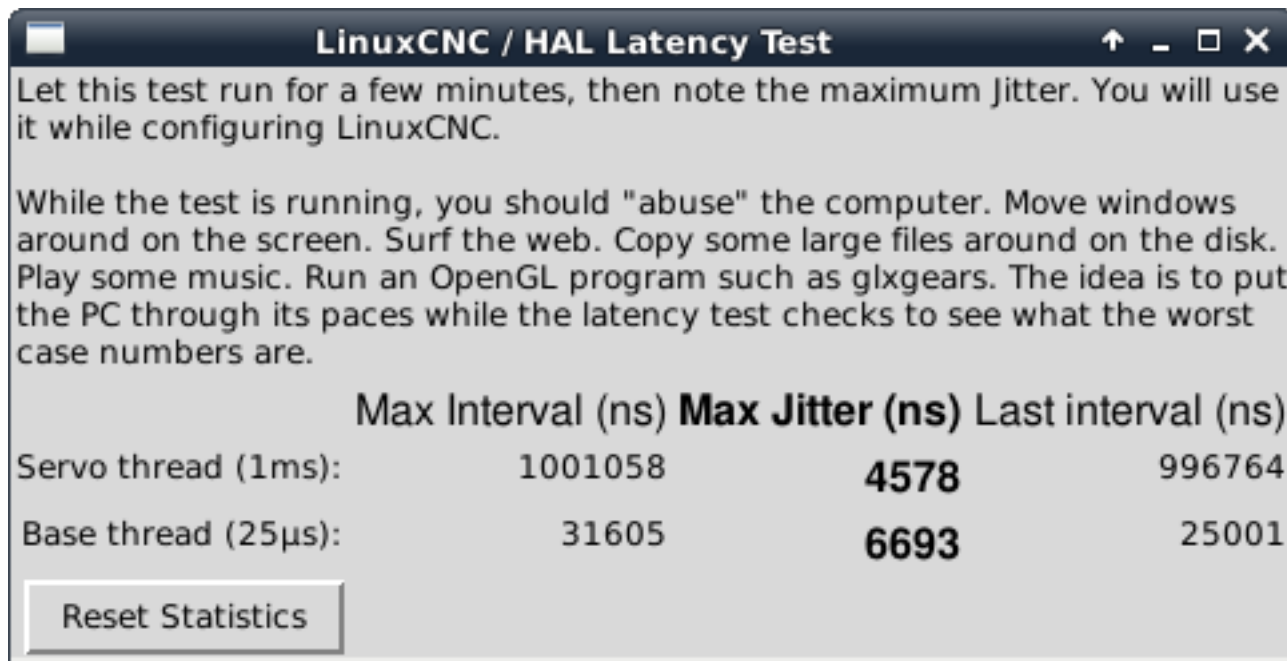 LinuxCNC / HAL Latency Test
Let this test run for a few minutes, then note the maximum Jitter. You will use
it while configuring LinuxCNC.
While the test is running, you should "abuse" the computer. Move windows
around on the screen. Surf the web. Copy some large files around on the disk.
Play some music. Run an OpenGL program such as glxgears. The idea is to put
the PC through its paces while the latency test checks to see what the worst
case numbers are.
Max Interval (ns) Max Jitter (ns) Last interval (ns)
Servo thread (1ms): 1001058 4578 996764
Base thread (25µs): 31605 6693 25001
Reset Statistics